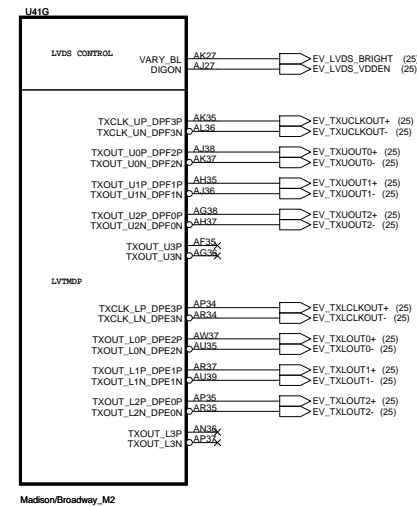 U41G
LVDS CONTROL
VARY_BL AK27 EV_LVDS_BRIGHT (25)
DIGON AJ27 EV_LVDS_VDDEN (25)
TXCLK_UP_DPF3P AK35 EV_TXUCLKOUT+ (25)
TXCLK_UN_DPF3N AL36 EV_TXUCLKOUT- (25)
TXOUT_U0P_DPF2P AJ38 EV_TXUOUT0+ (25)
TXOUT_U0N_DPF2N AK37 EV_TXUOUT0- (25)
TXOUT_U1P_DPF1P AH35 EV_TXUOUT1+ (25)
TXOUT_U1N_DPF1N AJ36 EV_TXUOUT1- (25)
TXOUT_U2P_DPF0P AG38 EV_TXUOUT2+ (25)
TXOUT_U2N_DPF0N AH37 EV_TXUOUT2- (25)
TXOUT_U3P AF35
TXOUT_U3N AG36
LVTMDP
TXCLK_LP_DPE3P AP34 EV_TXLCLKOUT+ (25)
TXCLK_LN_DPE3N AR34 EV_TXLCLKOUT- (25)
TXOUT_L0P_DPE2P AW37 EV_TXLOUT0+ (25)
TXOUT_L0N_DPE2N AU35 EV_TXLOUT0- (25)
TXOUT_L1P_DPE1P AR37 EV_TXLOUT1+ (25)
TXOUT_L1N_DPE1N AU39 EV_TXLOUT1- (25)
TXOUT_L2P_DPE0P AP35 EV_TXLOUT2+ (25)
TXOUT_L2N_DPE0N AR35 EV_TXLOUT2- (25)
TXOUT_L3P AN36
TXOUT_L3N AP37
Madison/Broadway_M2